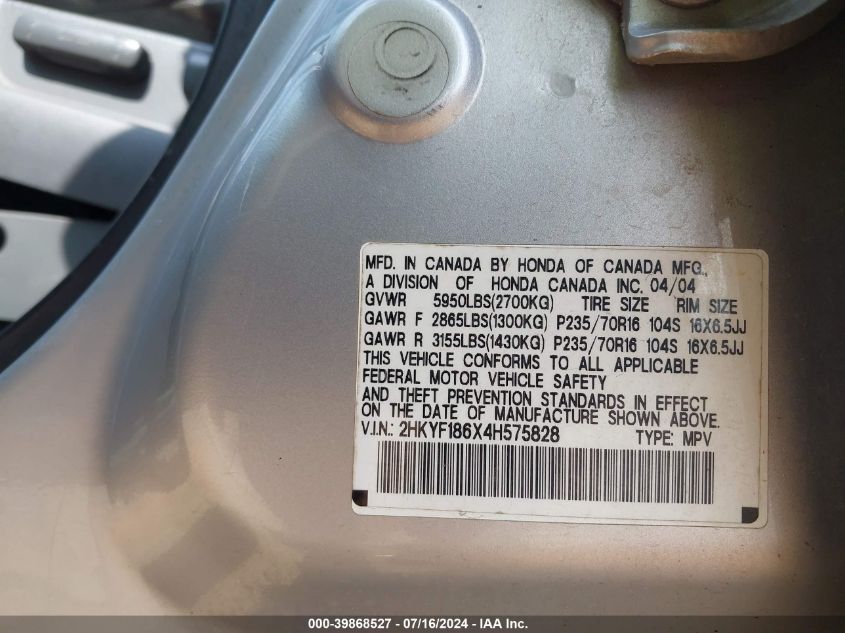 MFD. IN CANADA BY HONDA OF CANADA MFG.,
A DIVISION OF HONDA CANADA INC. 04/04
GVWR 5950LBS(2700KG) TIRE SIZE RIM SIZE
GAWR F 2865LBS(1300KG) P235/70R16 104S 16X6.5JJ
GAWR R 3155LBS(1430KG) P235/70R16 104S 16X6.5JJ
THIS VEHICLE CONFORMS TO ALL APPLICABLE
FEDERAL MOTOR VEHICLE SAFETY
AND THEFT PREVENTION STANDARDS IN EFFECT
ON THE DATE OF MANUFACTURE SHOWN ABOVE.
V.I.N.: 2HKYF186X4H575828 TYPE: MPV
000-39868527 - 07/16/2024 - IAA Inc. Copyright